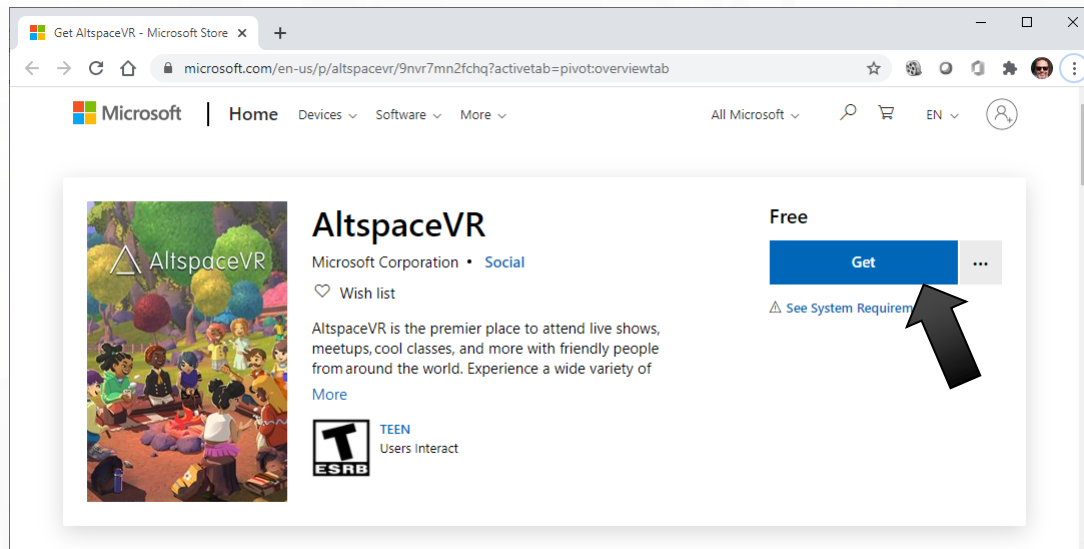 Get AltspaceVR - Microsoft Store
microsoft.com/en-us/p/altspacevr/9nvr7mn2fchq?activetab=pivot:overviewtab
Microsoft Home Devices Software More All Microsoft EN
AltspaceVR
AltspaceVR
Microsoft Corporation • Social
Wish list
AltspaceVR is the premier place to attend live shows,
meetups, cool classes, and more with friendly people
from around the world. Experience a wide variety of
More
T
ESRB
TEEN
Users Interact
Free
Get
See System